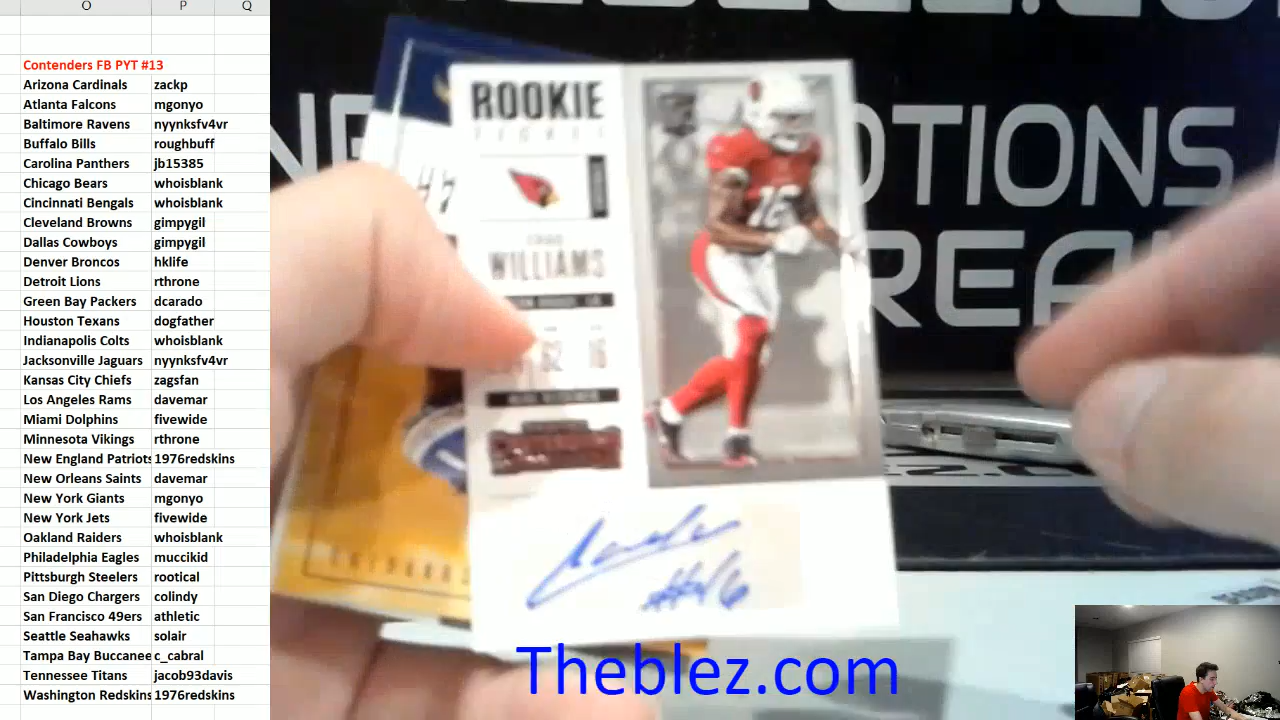 O P Q
Contenders FB PYT #13
Arizona Cardinals zackp
Atlanta Falcons mgonyo
Baltimore Ravens nyynksfv4vr
Buffalo Bills roughbuff
Carolina Panthers jb15385
Chicago Bears whoisblank
Cincinnati Bengals whoisblank
Cleveland Browns gimpygil
Dallas Cowboys gimpygil
Denver Broncos hklife
Detroit Lions rthrone
Green Bay Packers dcarado
Houston Texans dogfather
Indianapolis Colts whoisblank
Jacksonville Jaguars nyynksfv4vr
Kansas City Chiefs zagsfan
Los Angeles Rams davemar
Miami Dolphins fivewide
Minnesota Vikings rthrone
New England Patriots 1976redskins
New Orleans Saints davemar
New York Giants mgonyo
New York Jets fivewide
Oakland Raiders whoisblank
Philadelphia Eagles muccikid
Pittsburgh Steelers rootical
San Diego Chargers colindy
San Francisco 49ers athletic
Seattle Seahawks solair
Tampa Bay Buccanee c_cabral
Tennessee Titans jacob93davis
Washington Redskins 1976redskins
ROOKIE
TICKET
WILLIAMS
62 16
16
#16
OTIONS
REA
Theblez.com